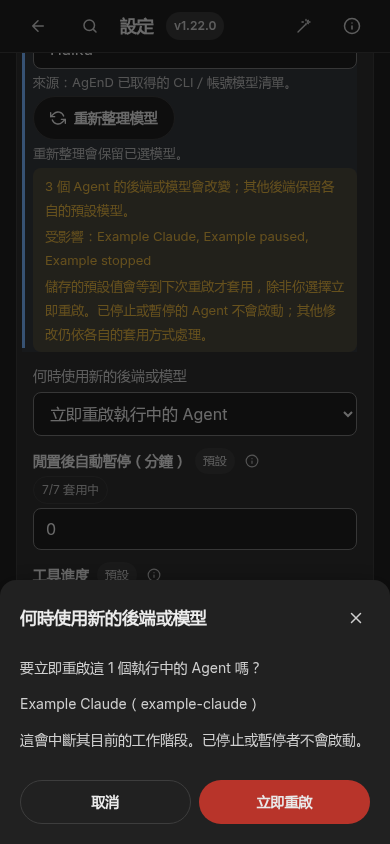 設定
v1.22.0
來源：AgEnD 已取得的 CLI / 帳號模型清單。
重新整理模型
重新整理會保留已選模型。
3 個 Agent 的後端或模型會改變；其他後端保留各
自的預設模型。
受影響：Example Claude, Example paused,
Example stopped
儲存的預設值會等到下次重啟才套用，除非你選擇立
即重啟。已停止或暫停的 Agent 不會啟動；其他修
改仍依各自的套用方式處理。
何時使用新的後端或模型
立即重啟執行中的 Agent
閒置後自動暫停（分鐘） 預設
7/7 套用中
0
工具進度 預設
何時使用新的後端或模型
要立即重啟這 1 個執行中的 Agent 嗎？
Example Claude（example-claude）
這會中斷其目前的工作階段。已停止或暫停者不會啟動。
取消
立即重啟